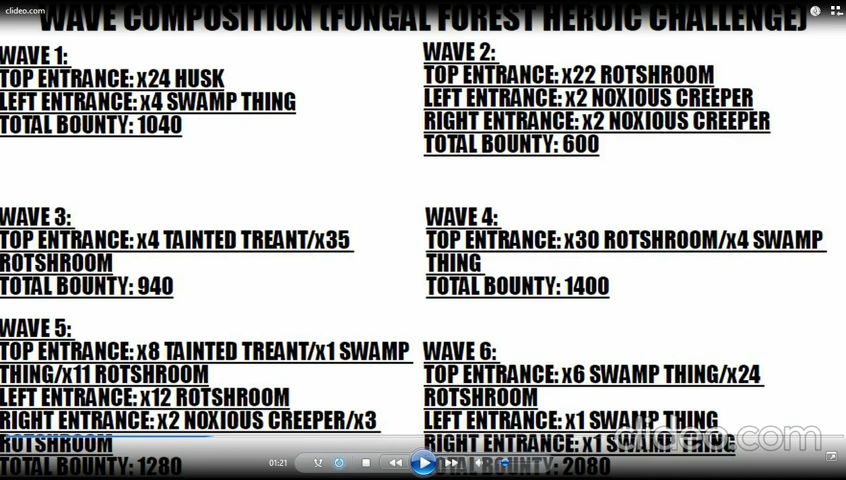 clideo.com
WAVE COMPOSITION (FUNGAL FOREST HEROIC CHALLENGE)
WAVE 1:
TOP ENTRANCE: x24 HUSK
LEFT ENTRANCE: x4 SWAMP THING
TOTAL BOUNTY: 1040
WAVE 2:
TOP ENTRANCE: x22 ROTSHROOM
LEFT ENTRANCE: x2 NOXIOUS CREEPER
RIGHT ENTRANCE: x2 NOXIOUS CREEPER
TOTAL BOUNTY: 600
WAVE 3:
TOP ENTRANCE: x4 TAINTED TREANT/x35
ROTSHROOM
TOTAL BOUNTY: 940
WAVE 4:
TOP ENTRANCE: x30 ROTSHROOM/x4 SWAMP
THING
TOTAL BOUNTY: 1400
WAVE 5:
TOP ENTRANCE: x8 TAINTED TREANT/x1 SWAMP
THING/x11 ROTSHROOM
LEFT ENTRANCE: x12 ROTSHROOM
RIGHT ENTRANCE: x2 NOXIOUS CREEPER/x3
ROTSHROOM
TOTAL BOUNTY: 1280
WAVE 6:
TOP ENTRANCE: x6 SWAMP THING/x24
ROTSHROOM
LEFT ENTRANCE: x1 SWAMP THING
RIGHT ENTRANCE: x1 SWAMP THING
TOTAL BOUNTY: 2080
clideo.com
01:21